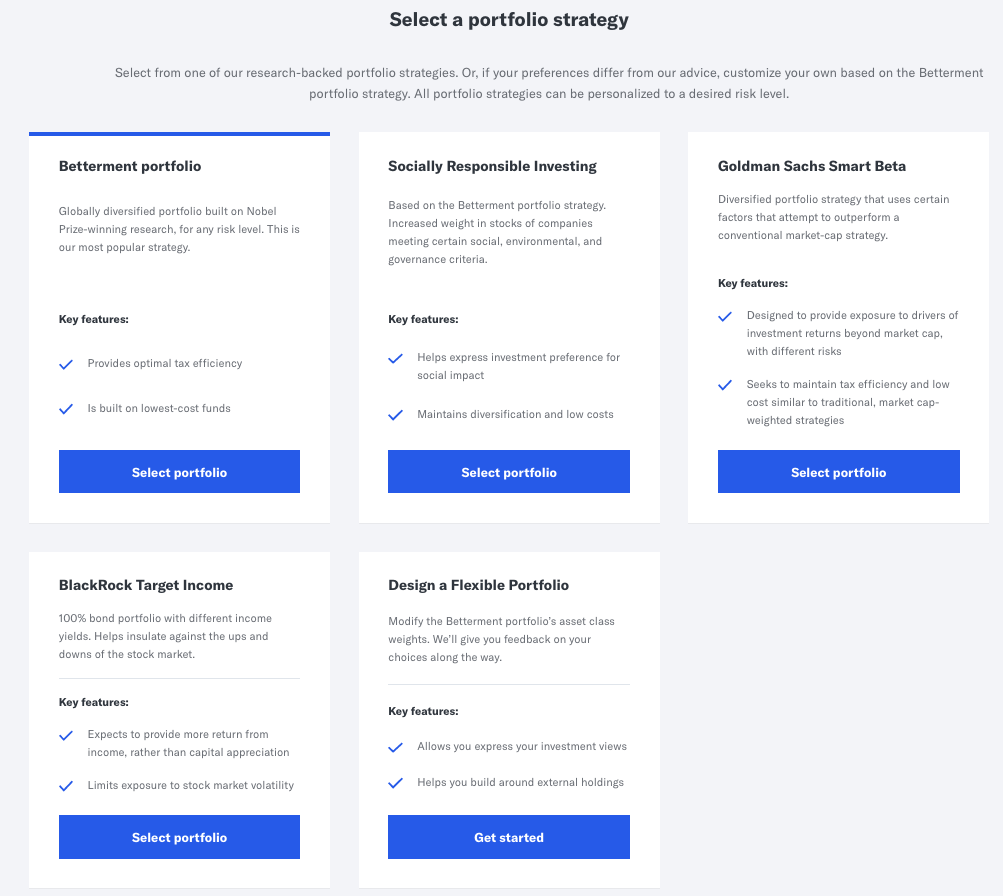 Select a portfolio strategy
Select from one of our research-backed portfolio strategies. Or, if your preferences differ from our advice, customize your own based on the Betterment
portfolio strategy. All portfolio strategies can be personalized to a desired risk level.
Betterment portfolio
Globally diversified portfolio built on Nobel
Prize-winning research, for any risk level. This is
our most popular strategy.
Key features:
Provides optimal tax efficiency
Is built on lowest-cost funds
Select portfolio
Socially Responsible Investing
Based on the Betterment portfolio strategy.
Increased weight in stocks of companies
meeting certain social, environmental, and
governance criteria.
Key features:
Helps express investment preference for
social impact
Maintains diversification and low costs
Select portfolio
Goldman Sachs Smart Beta
Diversified portfolio strategy that uses certain
factors that attempt to outperform a
conventional market-cap strategy.
Key features:
Designed to provide exposure to drivers of
investment returns beyond market cap,
with different risks
Seeks to maintain tax efficiency and low
cost similar to traditional, market cap-
weighted strategies
Select portfolio
BlackRock Target Income
100% bond portfolio with different income
yields. Helps insulate against the ups and
downs of the stock market.
Key features:
Expects to provide more return from
income, rather than capital appreciation
Limits exposure to stock market volatility
Select portfolio
Design a Flexible Portfolio
Modify the Betterment portfolio's asset class
weights. We'll give you feedback on your
choices along the way.
Key features:
Allows you express your investment views
Helps you build around external holdings
Get started